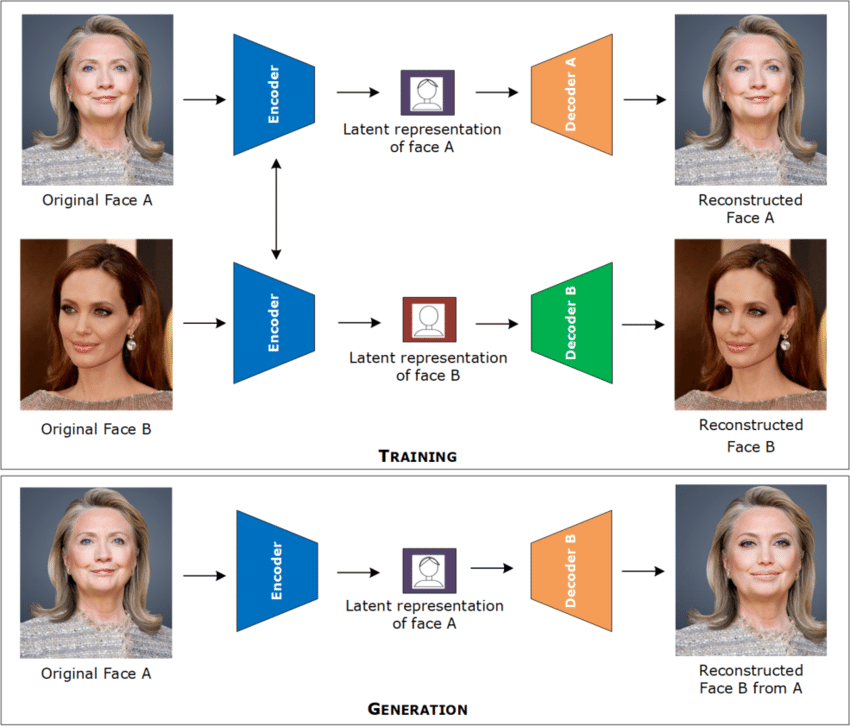 Encoder
Decoder A
Latent representation
of face A
Original Face A
Reconstructed
Face A
Encoder
Decoder B
Latent representation
of face B
Original Face B
Reconstructed
Face B
TRAINING
Encoder
Decoder B
Latent representation
of face A
Original Face A
Reconstructed
Face B from A
GENERATION